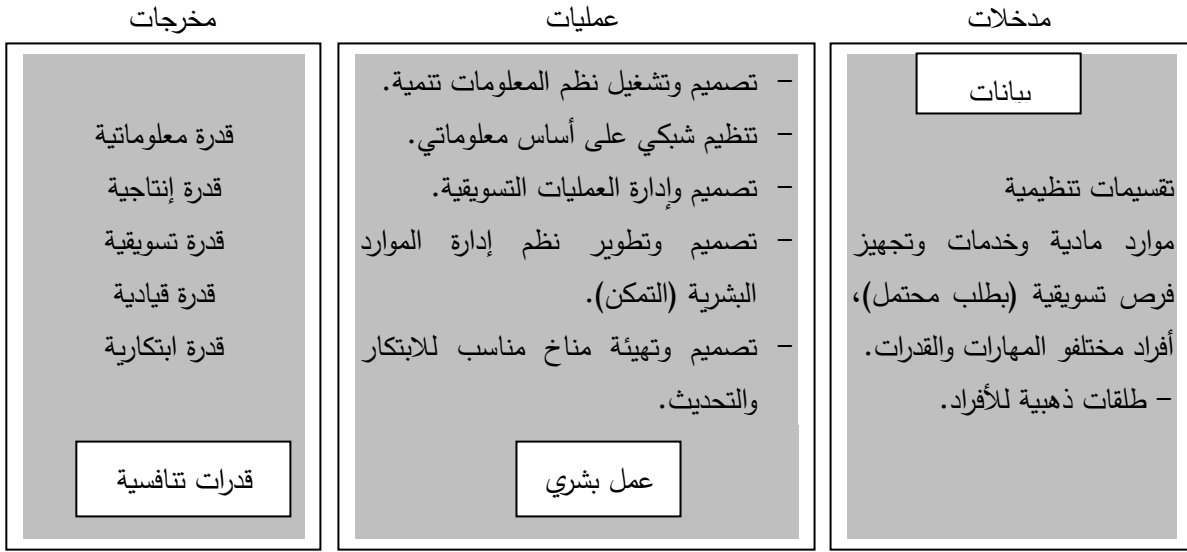 مدخلات
بيانات
تقسيمات تنظيمية
موارد مادية وخدمات وتجهيز
فرص تسويقية (بطلب محتمل)،
أفراد مختلفو المهارات والقدرات.
- طلقات ذهبية للأفراد.
عمليات
- تصميم وتشغيل نظم المعلومات تنمية.
- تنظيم شبكي على أساس معلوماتي.
- تصميم وإدارة العمليات التسويقية.
- تصميم وتطوير نظم إدارة الموارد
البشرية (التمكن).
- تصميم وتهيئة مناخ مناسب للابتكار
والتحديث.
عمل بشري
مخرجات
قدرة معلوماتية
قدرة إنتاجية
قدرة تسويقية
قدرة قيادية
قدرة ابتكارية
قدرات تنافسية